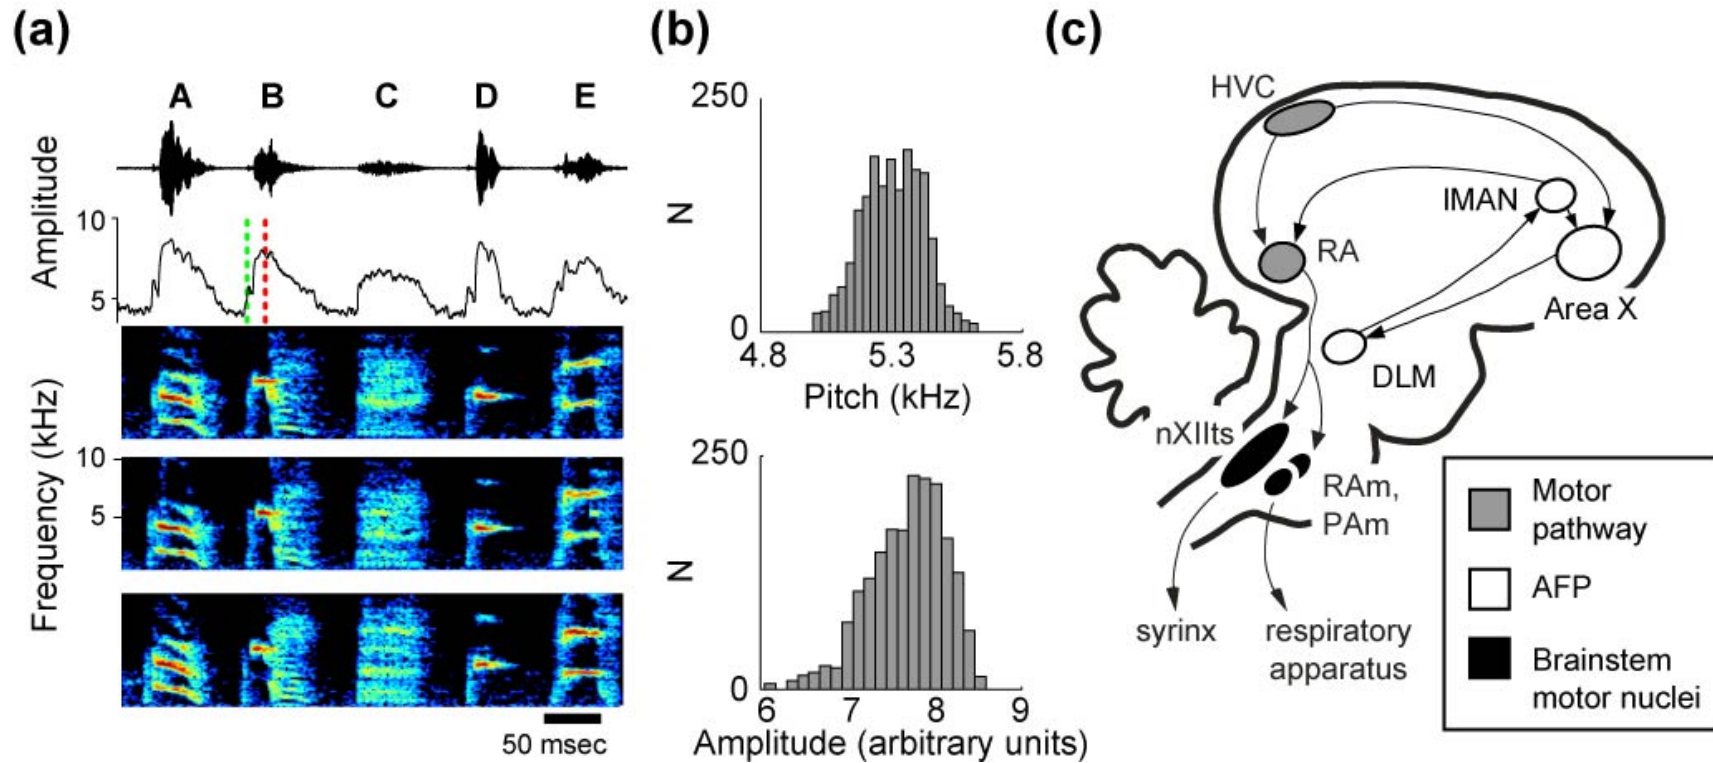 (a)
A B C D E
Amplitude
10
5
Frequency (kHz)
10
5
50 msec
(b)
250
N
0
4.8 5.3 5.8
Pitch (kHz)
250
N
0
6 7 8 9
Amplitude (arbitrary units)
(c)
HVC
lMAN
RA
Area X
DLM
nXIIts
RAm,
PAm
syrinx
respiratory
apparatus
Motor
pathway
AFP
Brainstem
motor nuclei